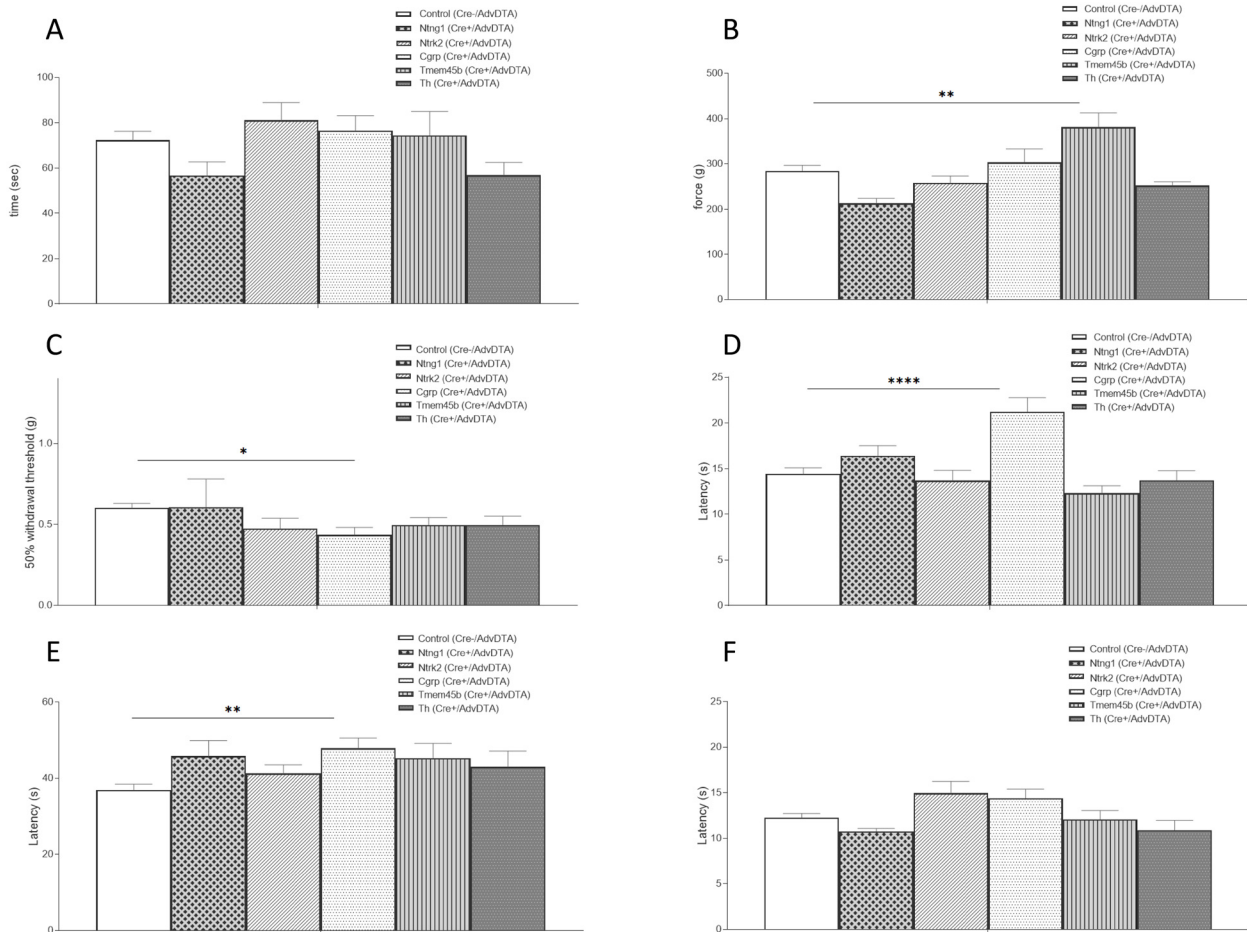 A
Control (Cre-/AdvDTA)
Ntng1 (Cre+/AdvDTA)
Ntrk2 (Cre+/AdvDTA)
Cgrp (Cre+/AdvDTA)
Tmem45b (Cre+/AdvDTA)
Th (Cre+/AdvDTA)
time (sec)
100
80
60
40
20
0
B
Control (Cre-/AdvDTA)
Ntng1 (Cre+/AdvDTA)
Ntrk2 (Cre+/AdvDTA)
Cgrp (Cre+/AdvDTA)
Tmem45b (Cre+/AdvDTA)
Th (Cre+/AdvDTA)
force (g)
500
400
300
200
100
0
**
C
Control (Cre-/AdvDTA)
Ntng1 (Cre+/AdvDTA)
Ntrk2 (Cre+/AdvDTA)
Cgrp (Cre+/AdvDTA)
Tmem45b (Cre+/AdvDTA)
Th (Cre+/AdvDTA)
50% withdrawal threshold (g)
1.0
0.5
0.0
*
D
Control (Cre-/AdvDTA)
Ntng1 (Cre+/AdvDTA)
Ntrk2 (Cre+/AdvDTA)
Cgrp (Cre+/AdvDTA)
Tmem45b (Cre+/AdvDTA)
Th (Cre+/AdvDTA)
Latency (s)
25
20
15
10
5
0
****
E
Control (Cre-/AdvDTA)
Ntng1 (Cre+/AdvDTA)
Ntrk2 (Cre+/AdvDTA)
Cgrp (Cre+/AdvDTA)
Tmem45b (Cre+/AdvDTA)
Th (Cre+/AdvDTA)
Latency (s)
60
40
20
0
**
F
Control (Cre-/AdvDTA)
Ntng1 (Cre+/AdvDTA)
Ntrk2 (Cre+/AdvDTA)
Cgrp (Cre+/AdvDTA)
Tmem45b (Cre+/AdvDTA)
Th (Cre+/AdvDTA)
Latency (s)
25
20
15
10
5
0